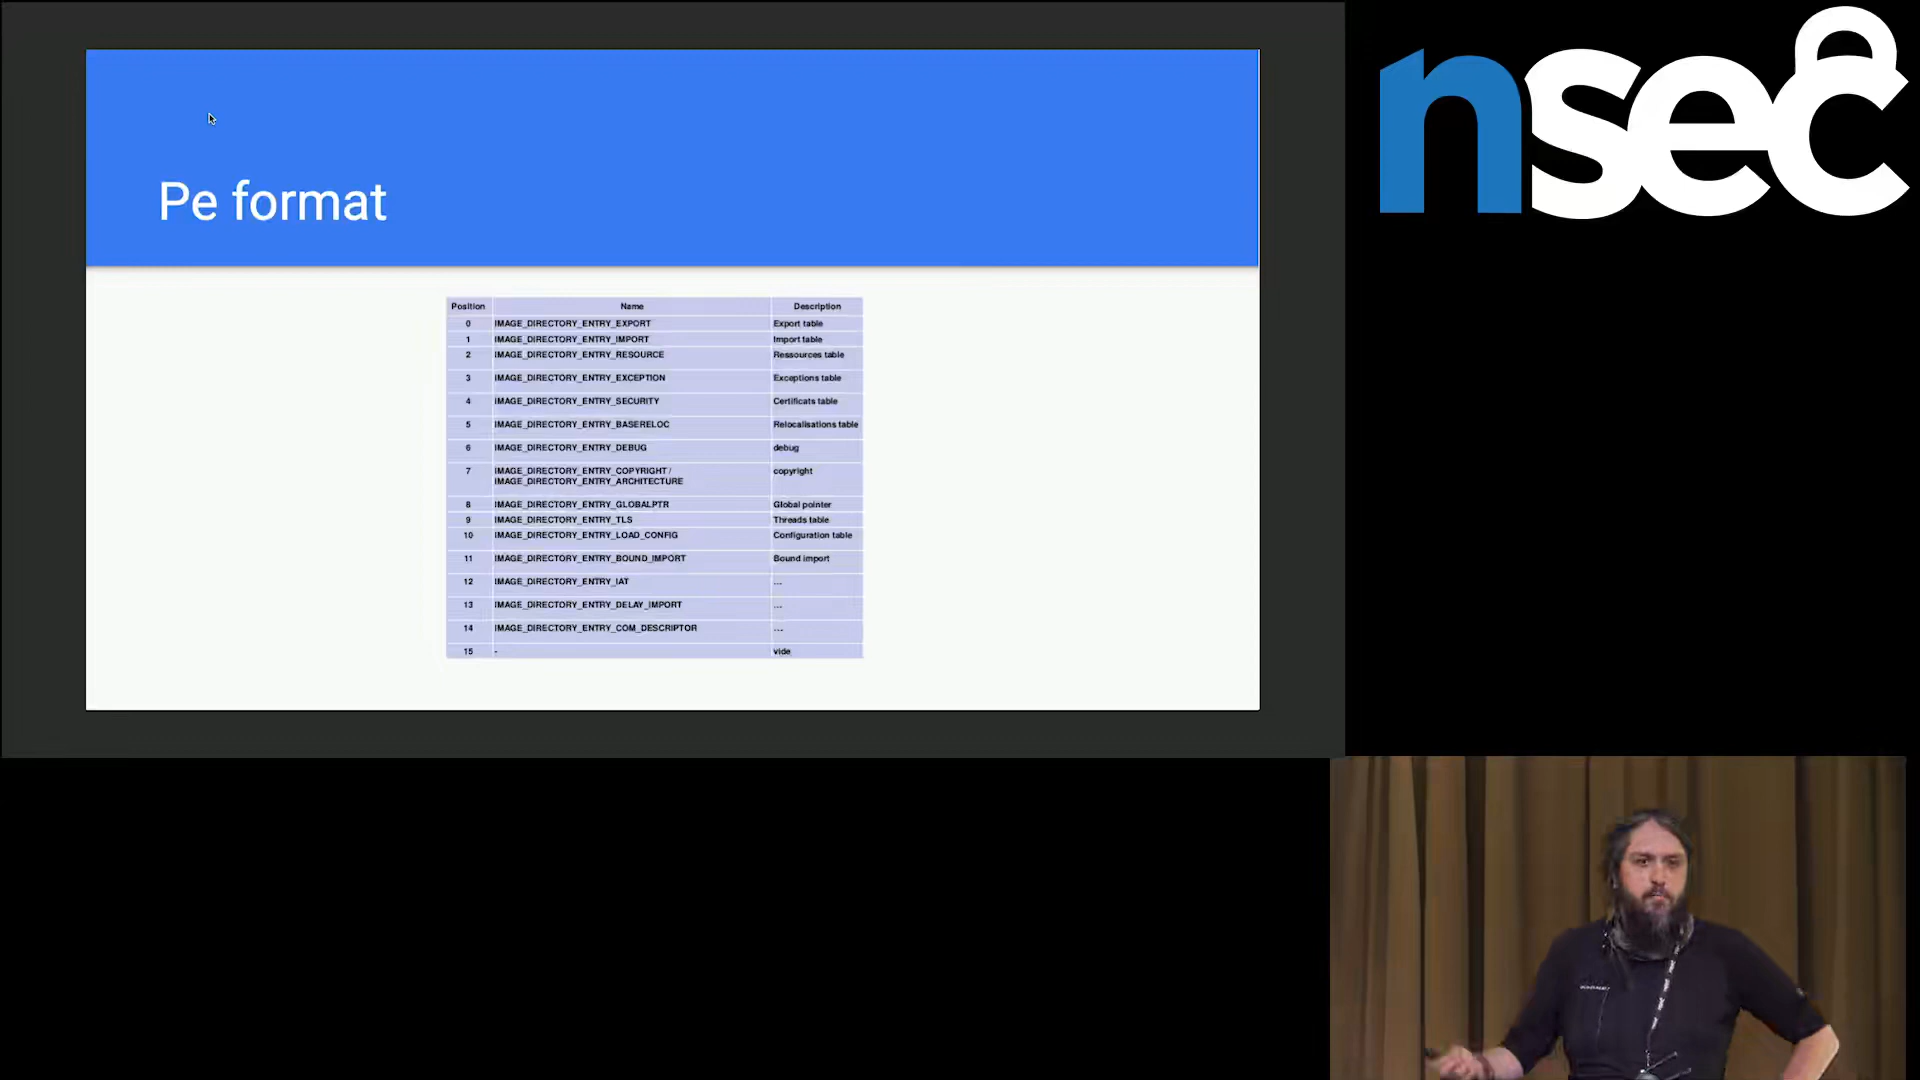 nsec
Pe format
Position Name Description
0 IMAGE_DIRECTORY_ENTRY_EXPORT Export table
1 IMAGE_DIRECTORY_ENTRY_IMPORT Import table
2 IMAGE_DIRECTORY_ENTRY_RESOURCE Ressources table
3 IMAGE_DIRECTORY_ENTRY_EXCEPTION Exceptions table
4 IMAGE_DIRECTORY_ENTRY_SECURITY Certificats table
5 IMAGE_DIRECTORY_ENTRY_BASERELOC Relocalisations table
6 IMAGE_DIRECTORY_ENTRY_DEBUG debug
7 IMAGE_DIRECTORY_ENTRY_COPYRIGHT / copyright
IMAGE_DIRECTORY_ENTRY_ARCHITECTURE
8 IMAGE_DIRECTORY_ENTRY_GLOBALPTR Global pointer
9 IMAGE_DIRECTORY_ENTRY_TLS Threads table
10 IMAGE_DIRECTORY_ENTRY_LOAD_CONFIG Configuration table
11 IMAGE_DIRECTORY_ENTRY_BOUND_IMPORT Bound import
12 IMAGE_DIRECTORY_ENTRY_IAT ...
13 IMAGE_DIRECTORY_ENTRY_DELAY_IMPORT ...
14 IMAGE_DIRECTORY_ENTRY_COM_DESCRIPTOR ...
15 - vide